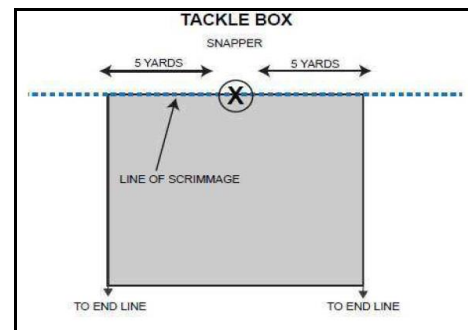 TACKLE BOX
SNAPPER
5 YARDS 5 YARDS
X
LINE OF SCRIMMAGE
TO END LINE TO END LINE